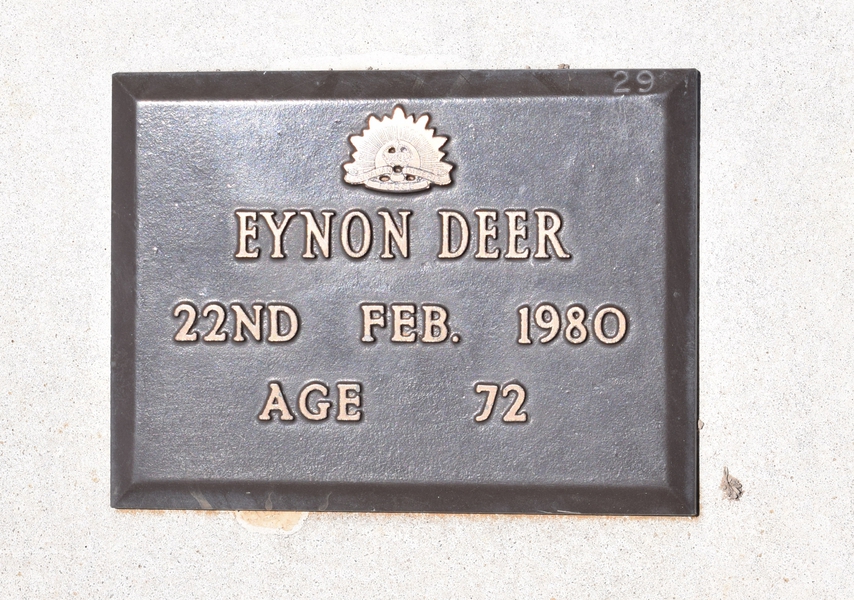 29
EYNON DEER
22ND FEB. 1980
AGE 72